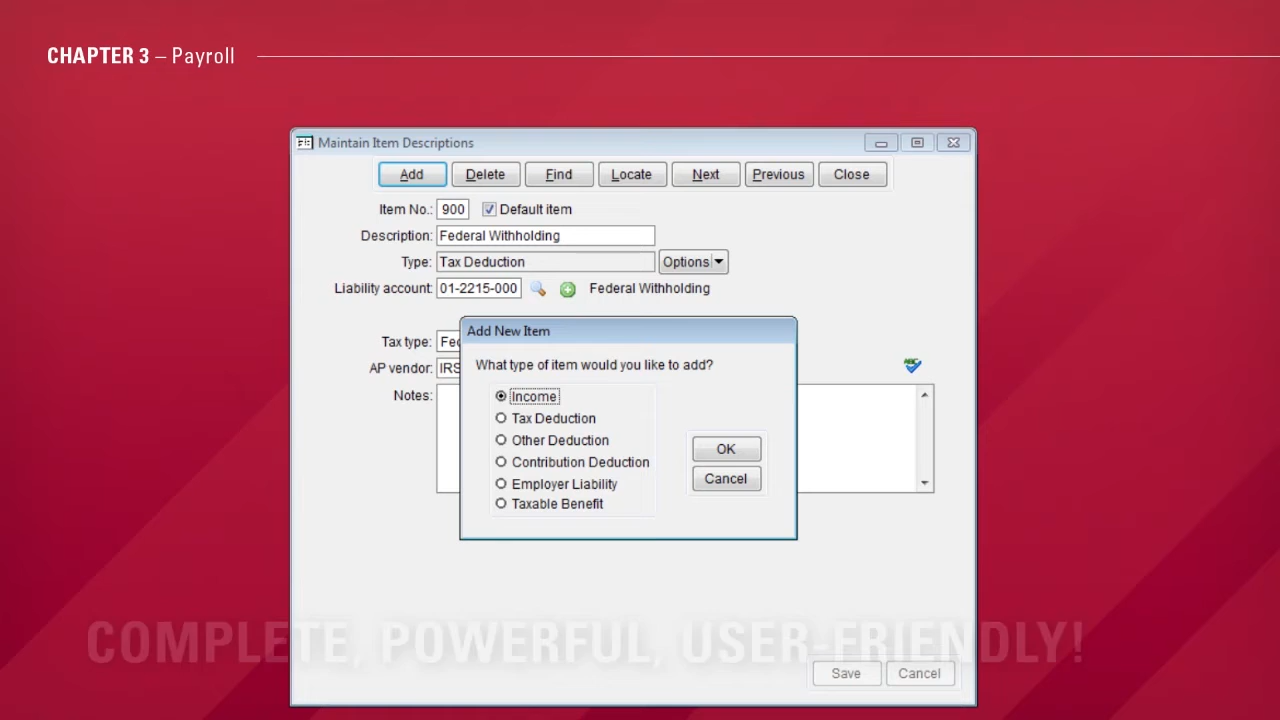 CHAPTER 3 – Payroll
Maintain Item Descriptions
Add Delete Find Locate Next Previous Close
Item No.: 900 Default item
Description: Federal Withholding
Type: Tax Deduction Options
Liability account: 01-2215-000 Federal Withholding
Add New Item
Tax type: Fed
What type of item would you like to add?
AP vendor: IRS
ABC
Notes:
Income
Tax Deduction
Other Deduction
OK
Contribution Deduction
Cancel
Employer Liability
Taxable Benefit
COMPLETE, POWERFUL, USER-FRIENDLY!
Save Cancel